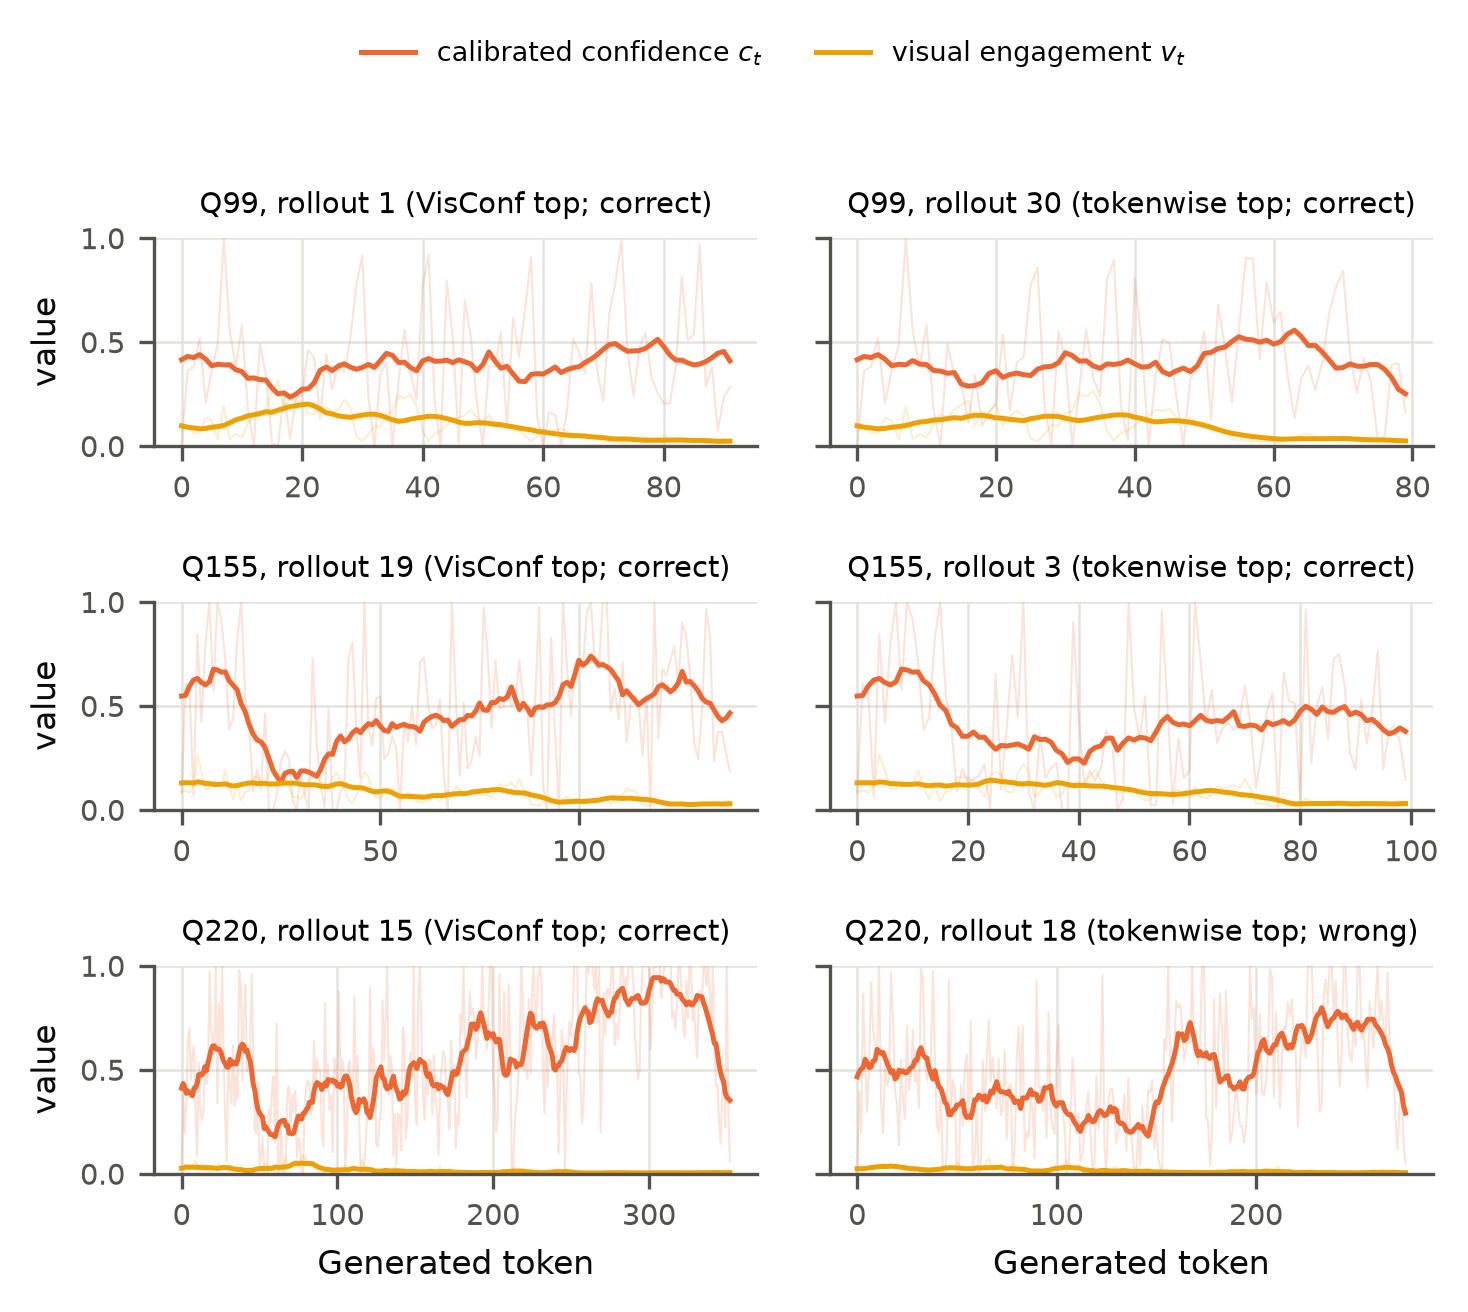 calibrated confidence c_t visual engagement v_t
Q99, rollout 1 (VisConf top; correct) Q99, rollout 30 (tokenwise top; correct)
value
1.0
0.5
0.0
0 20 40 60 80 0 20 40 60 80
Q155, rollout 19 (VisConf top; correct) Q155, rollout 3 (tokenwise top; correct)
value
1.0
0.5
0.0
0 50 100 0 20 40 60 80 100
Q220, rollout 15 (VisConf top; correct) Q220, rollout 18 (tokenwise top; wrong)
value
1.0
0.5
0.0
0 100 200 300 0 100 200
Generated token Generated token